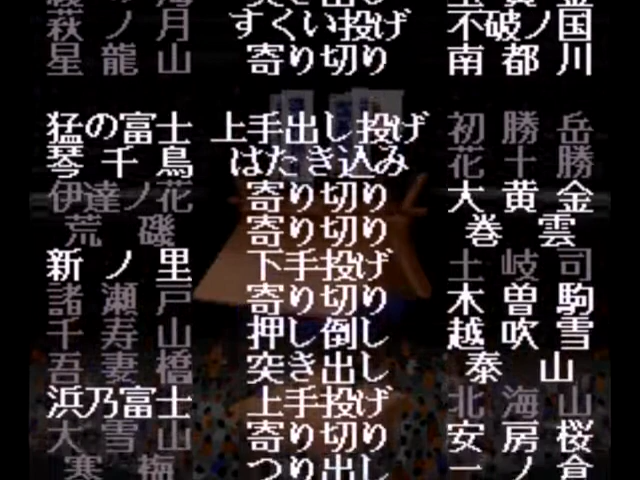 萩ノ月 すくい投げ 不破ノ国
星龍山 寄り切り 南都川
猛の富士 上手出し投げ 初勝岳
琴千鳥 はたき込み 花十勝
伊達ノ花 寄り切り 大黄金
荒磯 寄り切り 巻雲
新ノ里 下手投げ 土岐司
諸瀬戸 寄り切り 木曽駒
千寿山 押し倒し 越吹雪
吾妻橋 突き出し 泰山
浜乃富士 上手投げ 北海山
大雪山 寄り切り 安房桜
寒梅 つり出し 一ノ倉